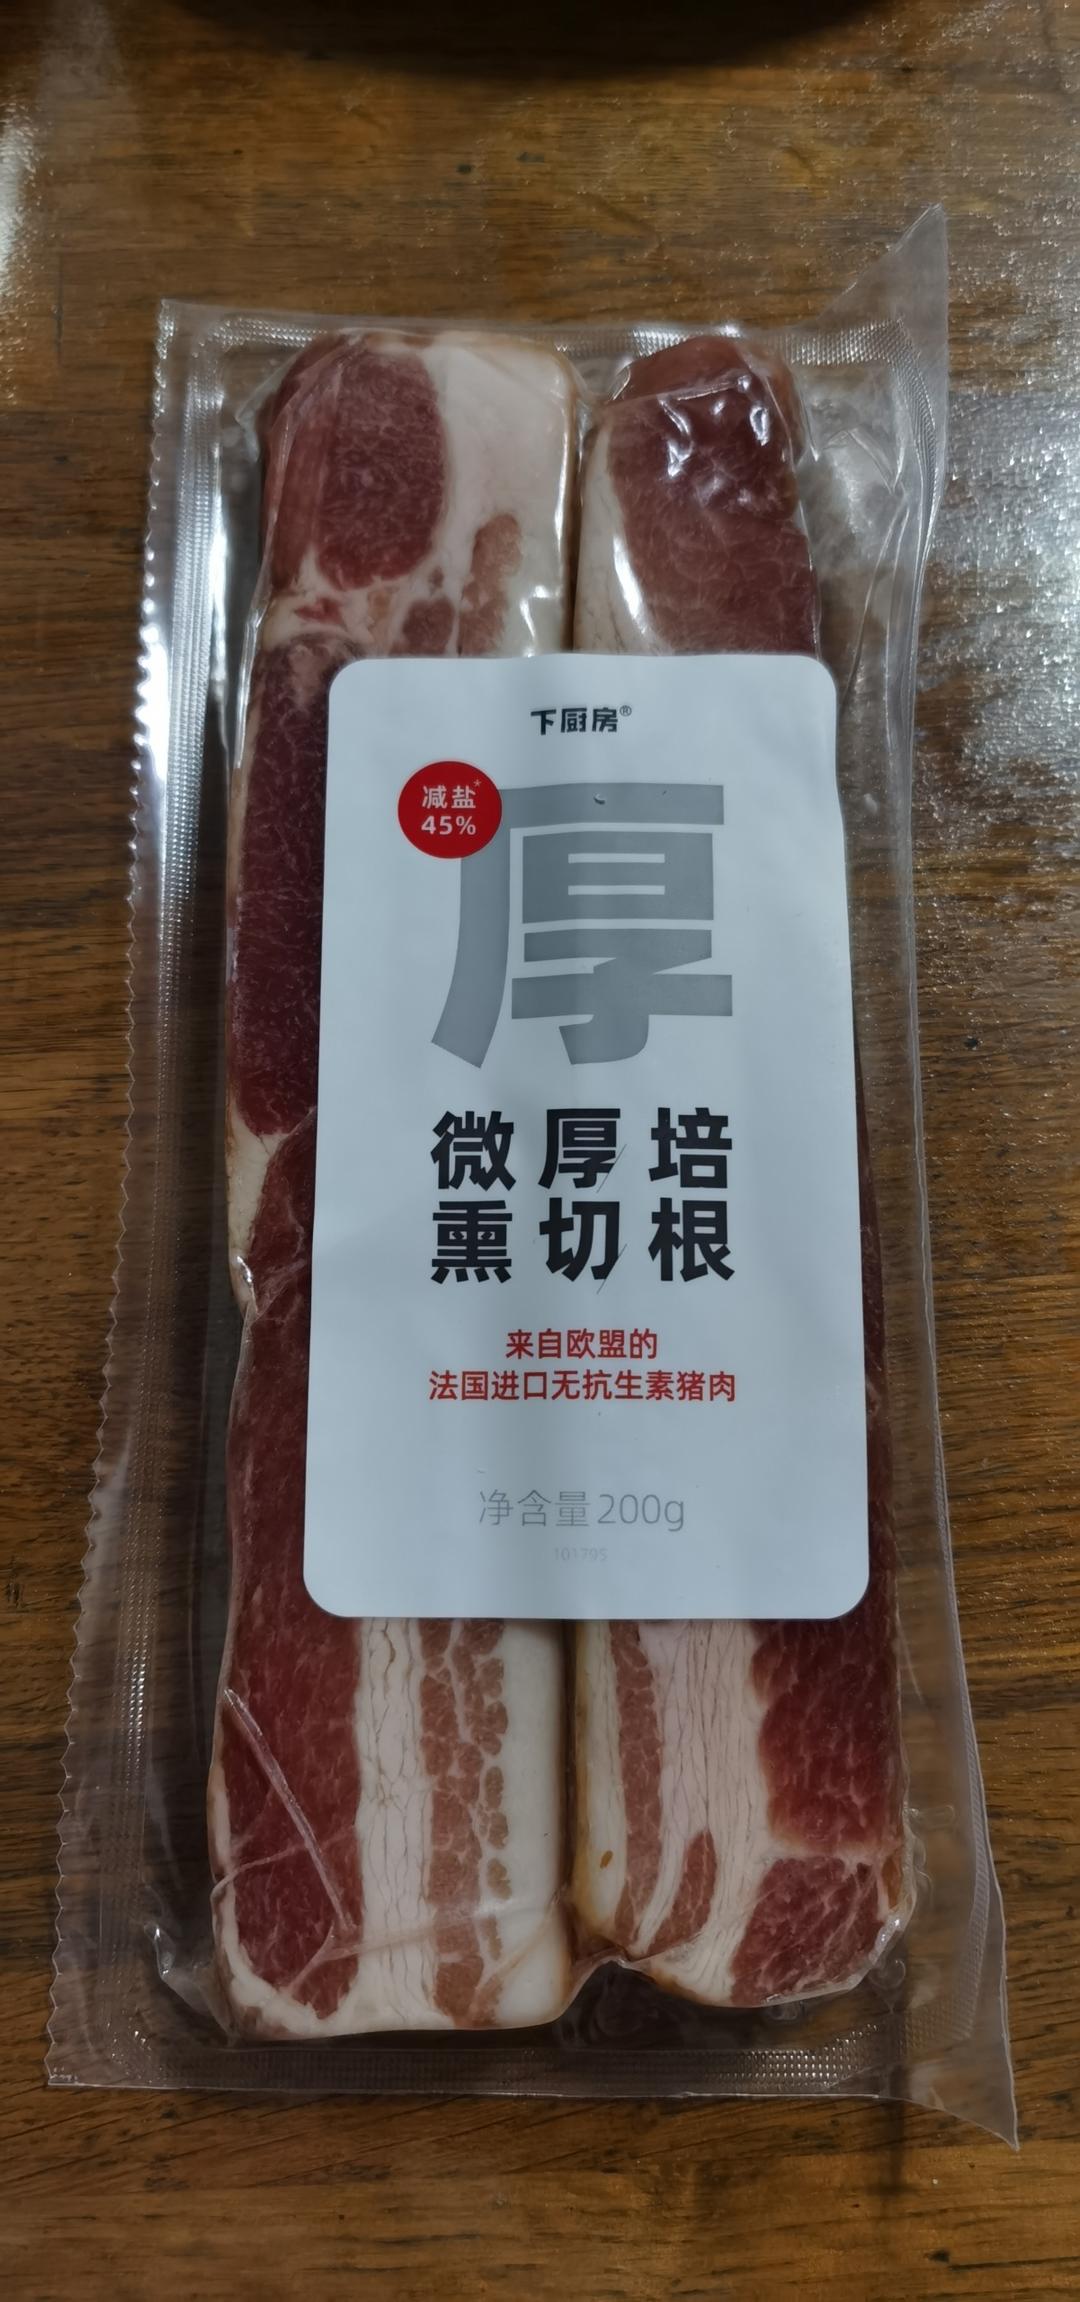 下厨房®
减盐*
45%
厚
微厚培
熏切根
来自欧盟的
法国进口无抗生素猪肉
净含量200g
101795